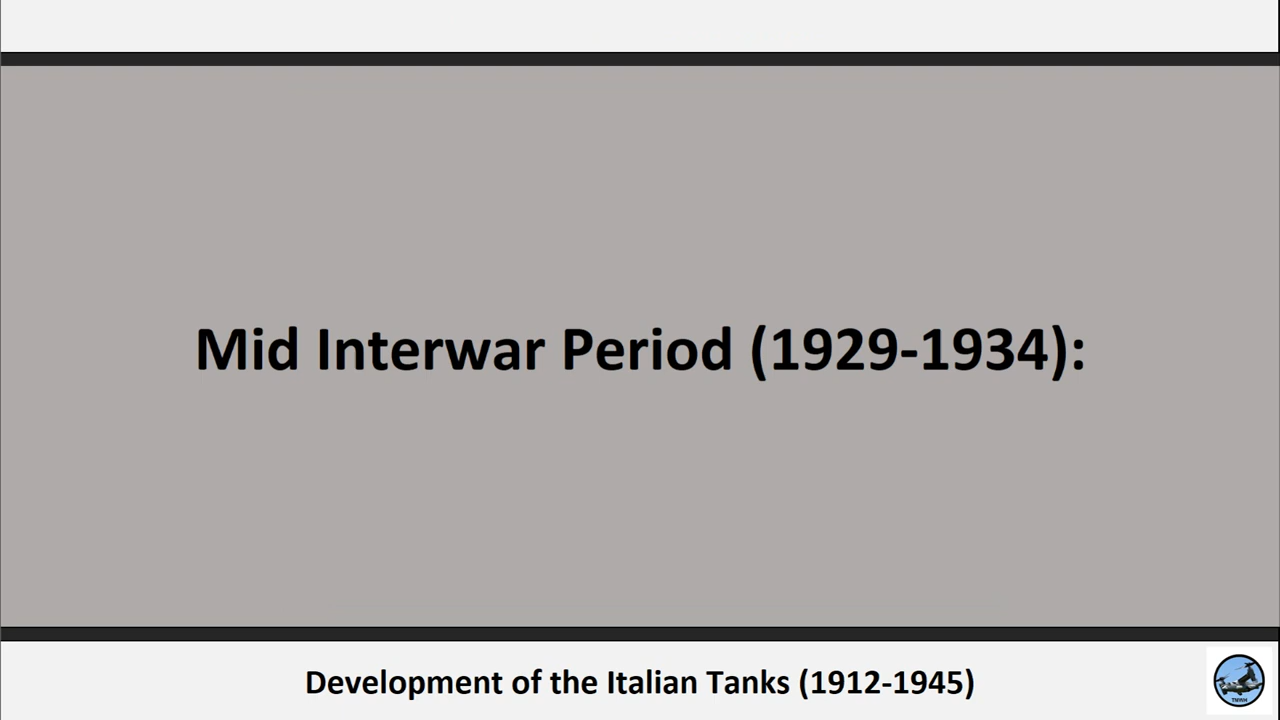 Mid Interwar Period (1929-1934):
Development of the Italian Tanks (1912-1945)